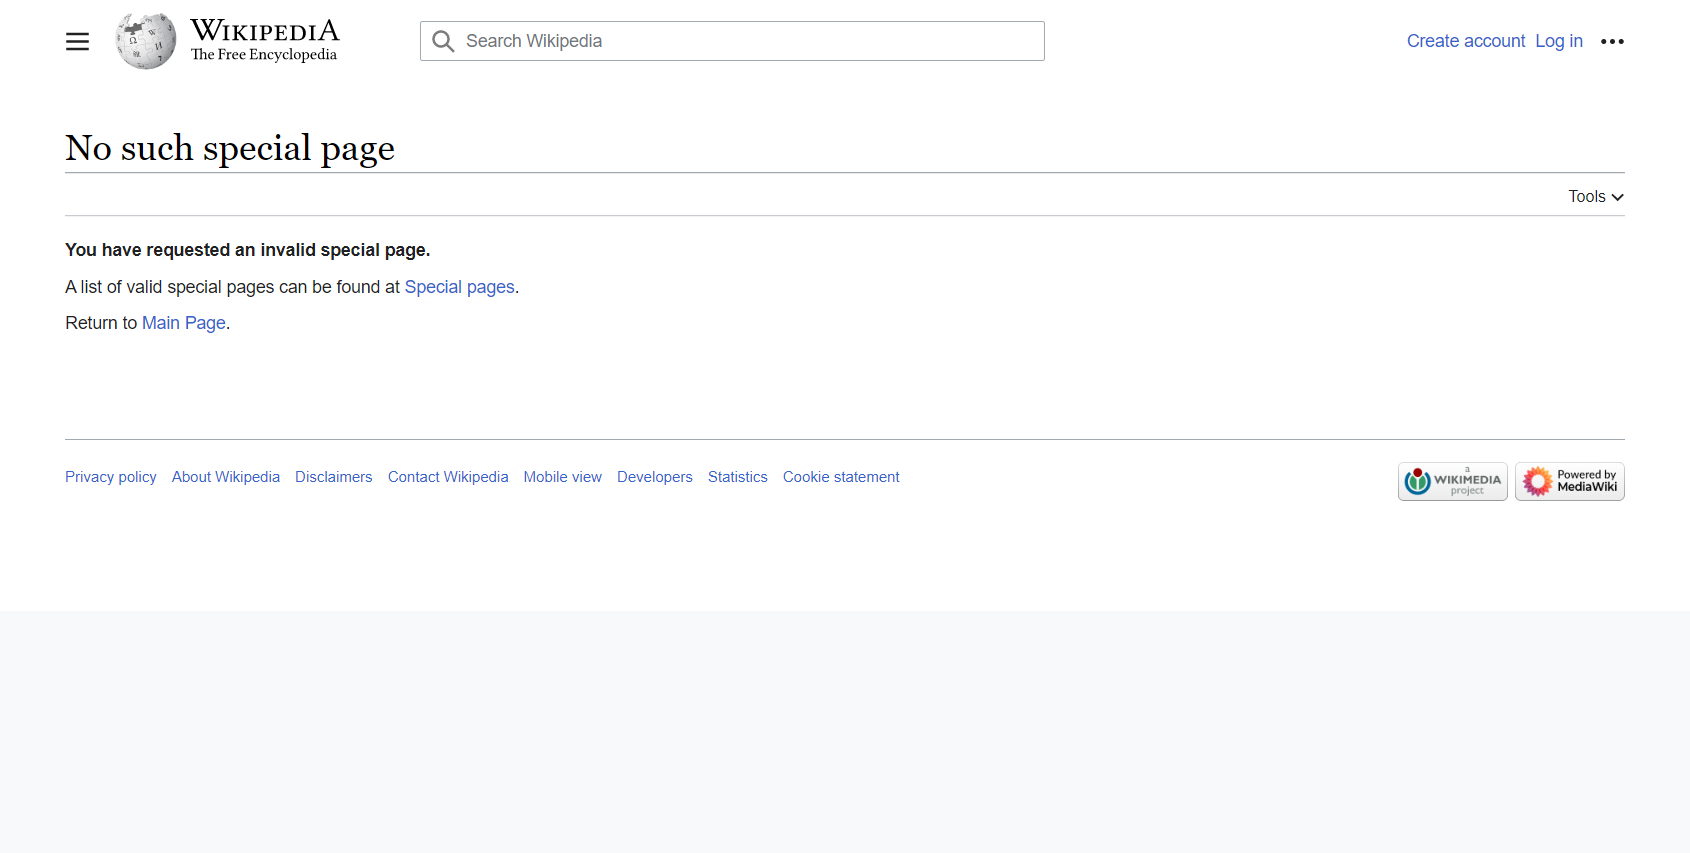 WIKIPEDIA
The Free Encyclopedia
Search Wikipedia
Create account Log in
No such special page
Tools
You have requested an invalid special page.
A list of valid special pages can be found at Special pages.
Return to Main Page.
Privacy policy About Wikipedia Disclaimers Contact Wikipedia Mobile view Developers Statistics Cookie statement
a
WIKIMEDIA
project
Powered by
MediaWiki